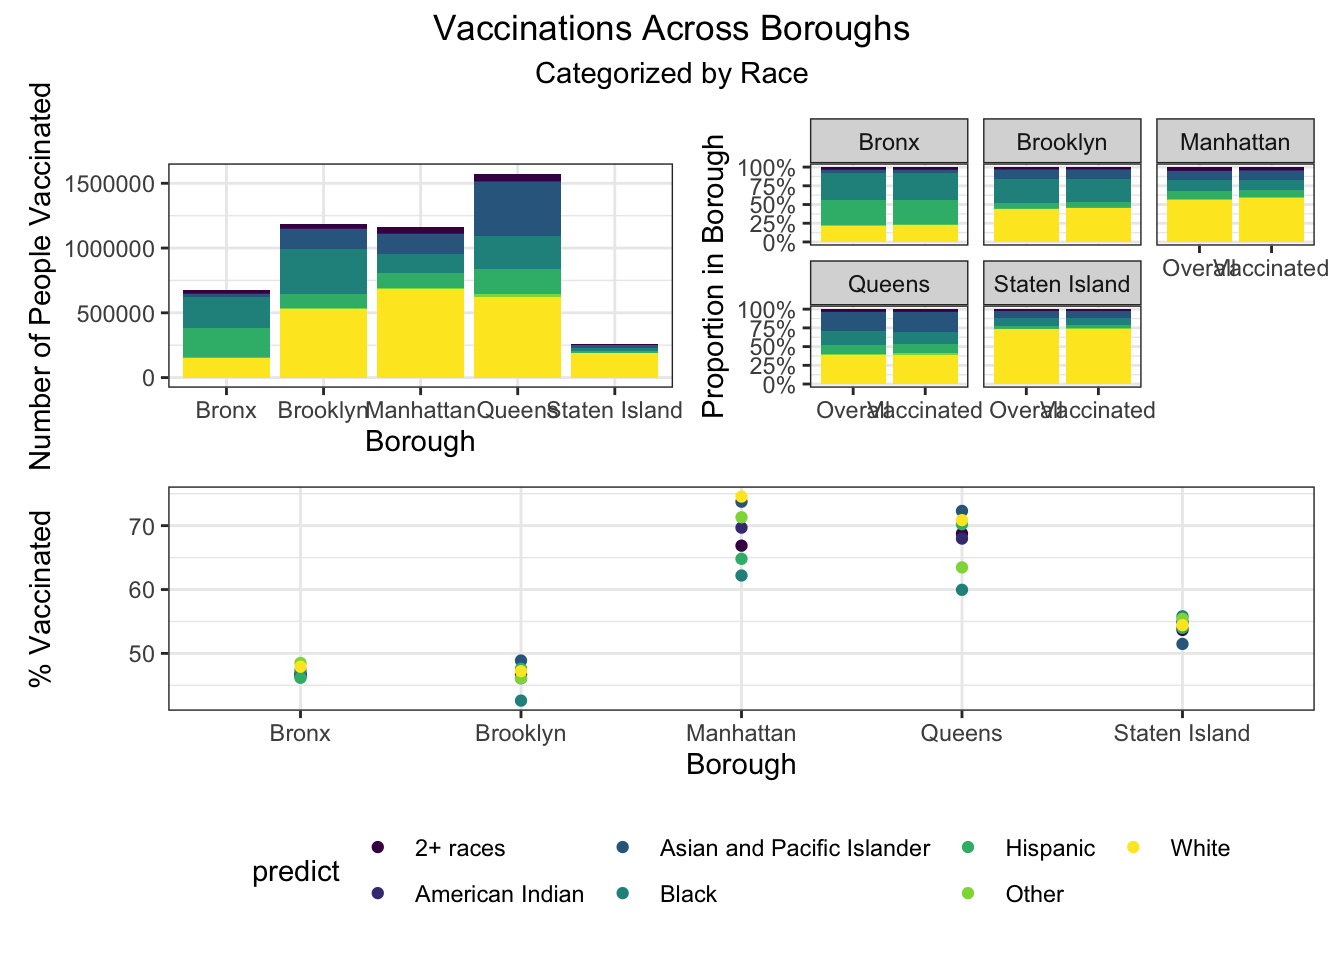 Vaccinations Across Boroughs
Categorized by Race
Number of People Vaccinated
1500000
1000000
500000
0
Bronx Brooklyn Manhattan Queens Staten Island
Borough
Proportion in Borough
Bronx Brooklyn Manhattan
100%
75%
50%
25%
0%
Overall Vaccinated
Queens Staten Island
100%
75%
50%
25%
0%
Overall Vaccinated Overall Vaccinated
% Vaccinated
70
60
50
Bronx Brooklyn Manhattan Queens Staten Island
Borough
predict
2+ races Asian and Pacific Islander Hispanic White
American Indian Black Other